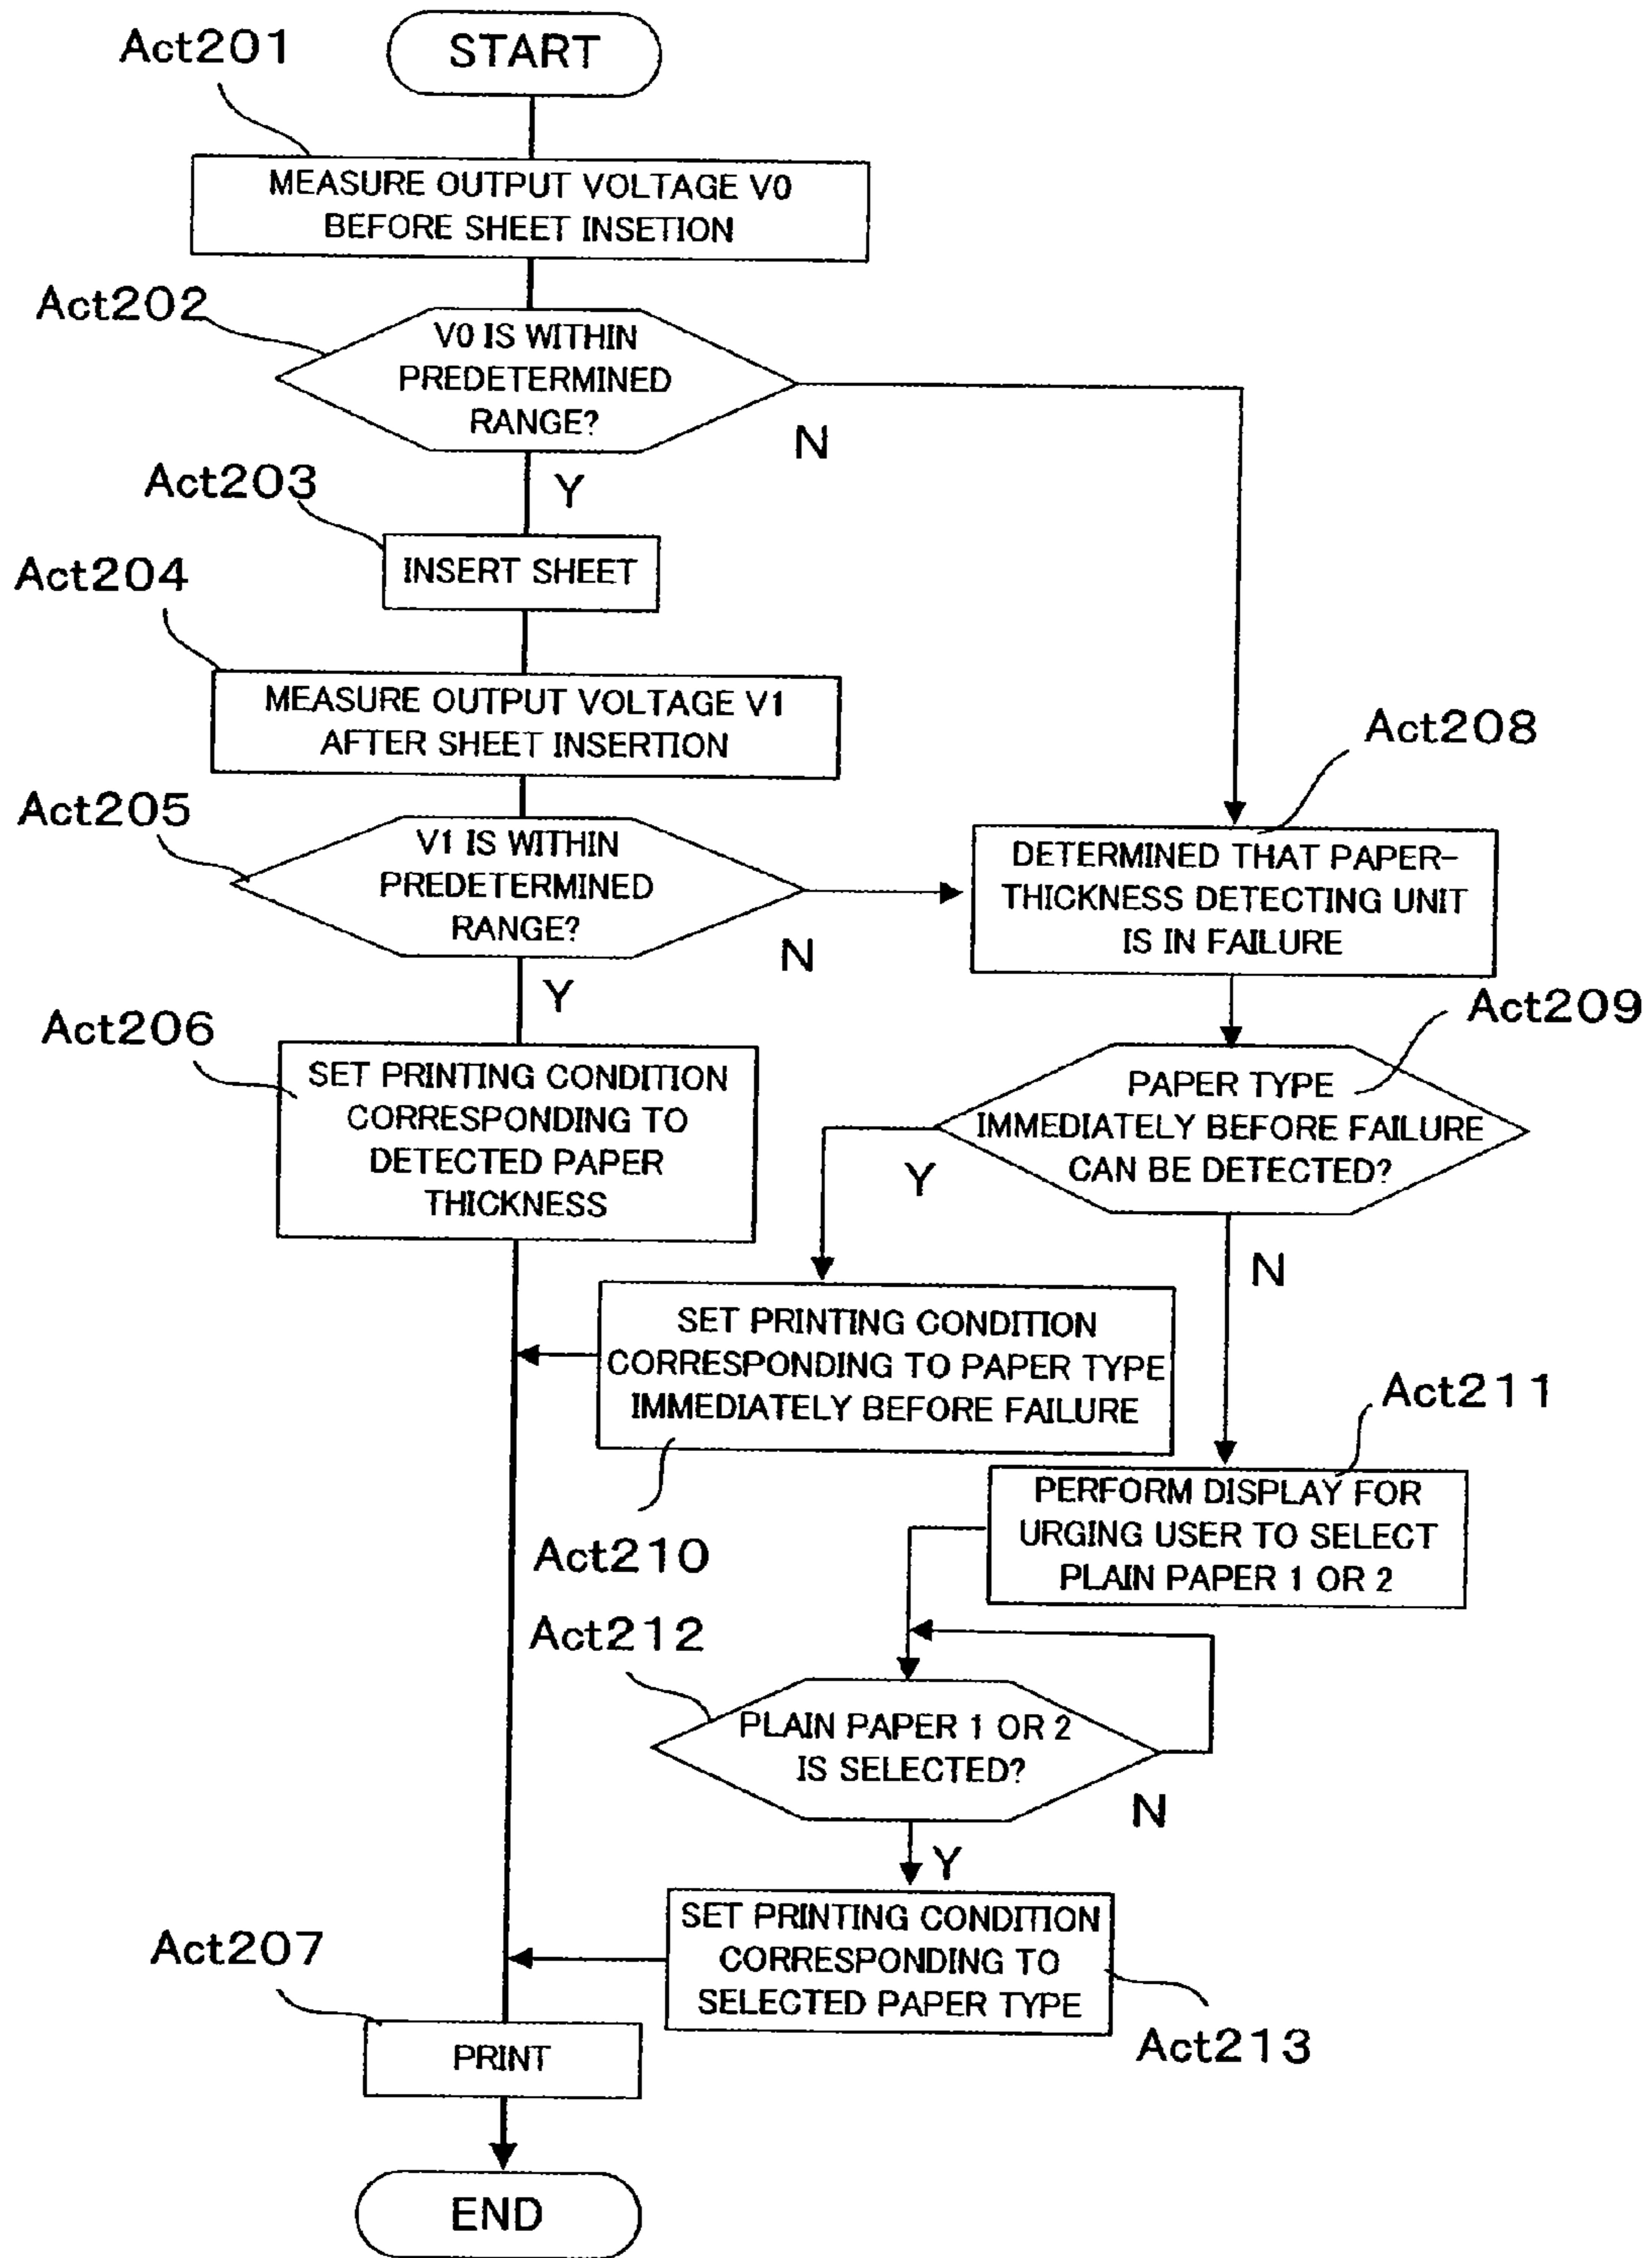 Act201
START
MEASURE OUTPUT VOLTAGE V0
BEFORE SHEET INSETION
Act202
V0 IS WITHIN
PREDETERMINED
RANGE?
N
Y
Act203
INSERT SHEET
Act204
MEASURE OUTPUT VOLTAGE V1
AFTER SHEET INSERTION
Act205
V1 IS WITHIN
PREDETERMINED
RANGE?
N
Y
Act208
DETERMINED THAT PAPER-
THICKNESS DETECTING UNIT
IS IN FAILURE
Act206
SET PRINTING CONDITION
CORRESPONDING TO
DETECTED PAPER
THICKNESS
Act209
PAPER TYPE
IMMEDIATELY BEFORE FAILURE
CAN BE DETECTED?
Y
N
SET PRINTING CONDITION
CORRESPONDING TO PAPER TYPE
IMMEDIATELY BEFORE FAILURE
Act210
Act211
PERFORM DISPLAY FOR
URGING USER TO SELECT
PLAIN PAPER 1 OR 2
Act212
PLAIN PAPER 1 OR 2
IS SELECTED?
N
Y
SET PRINTING CONDITION
CORRESPONDING TO
SELECTED PAPER TYPE
Act213
Act207
PRINT
END